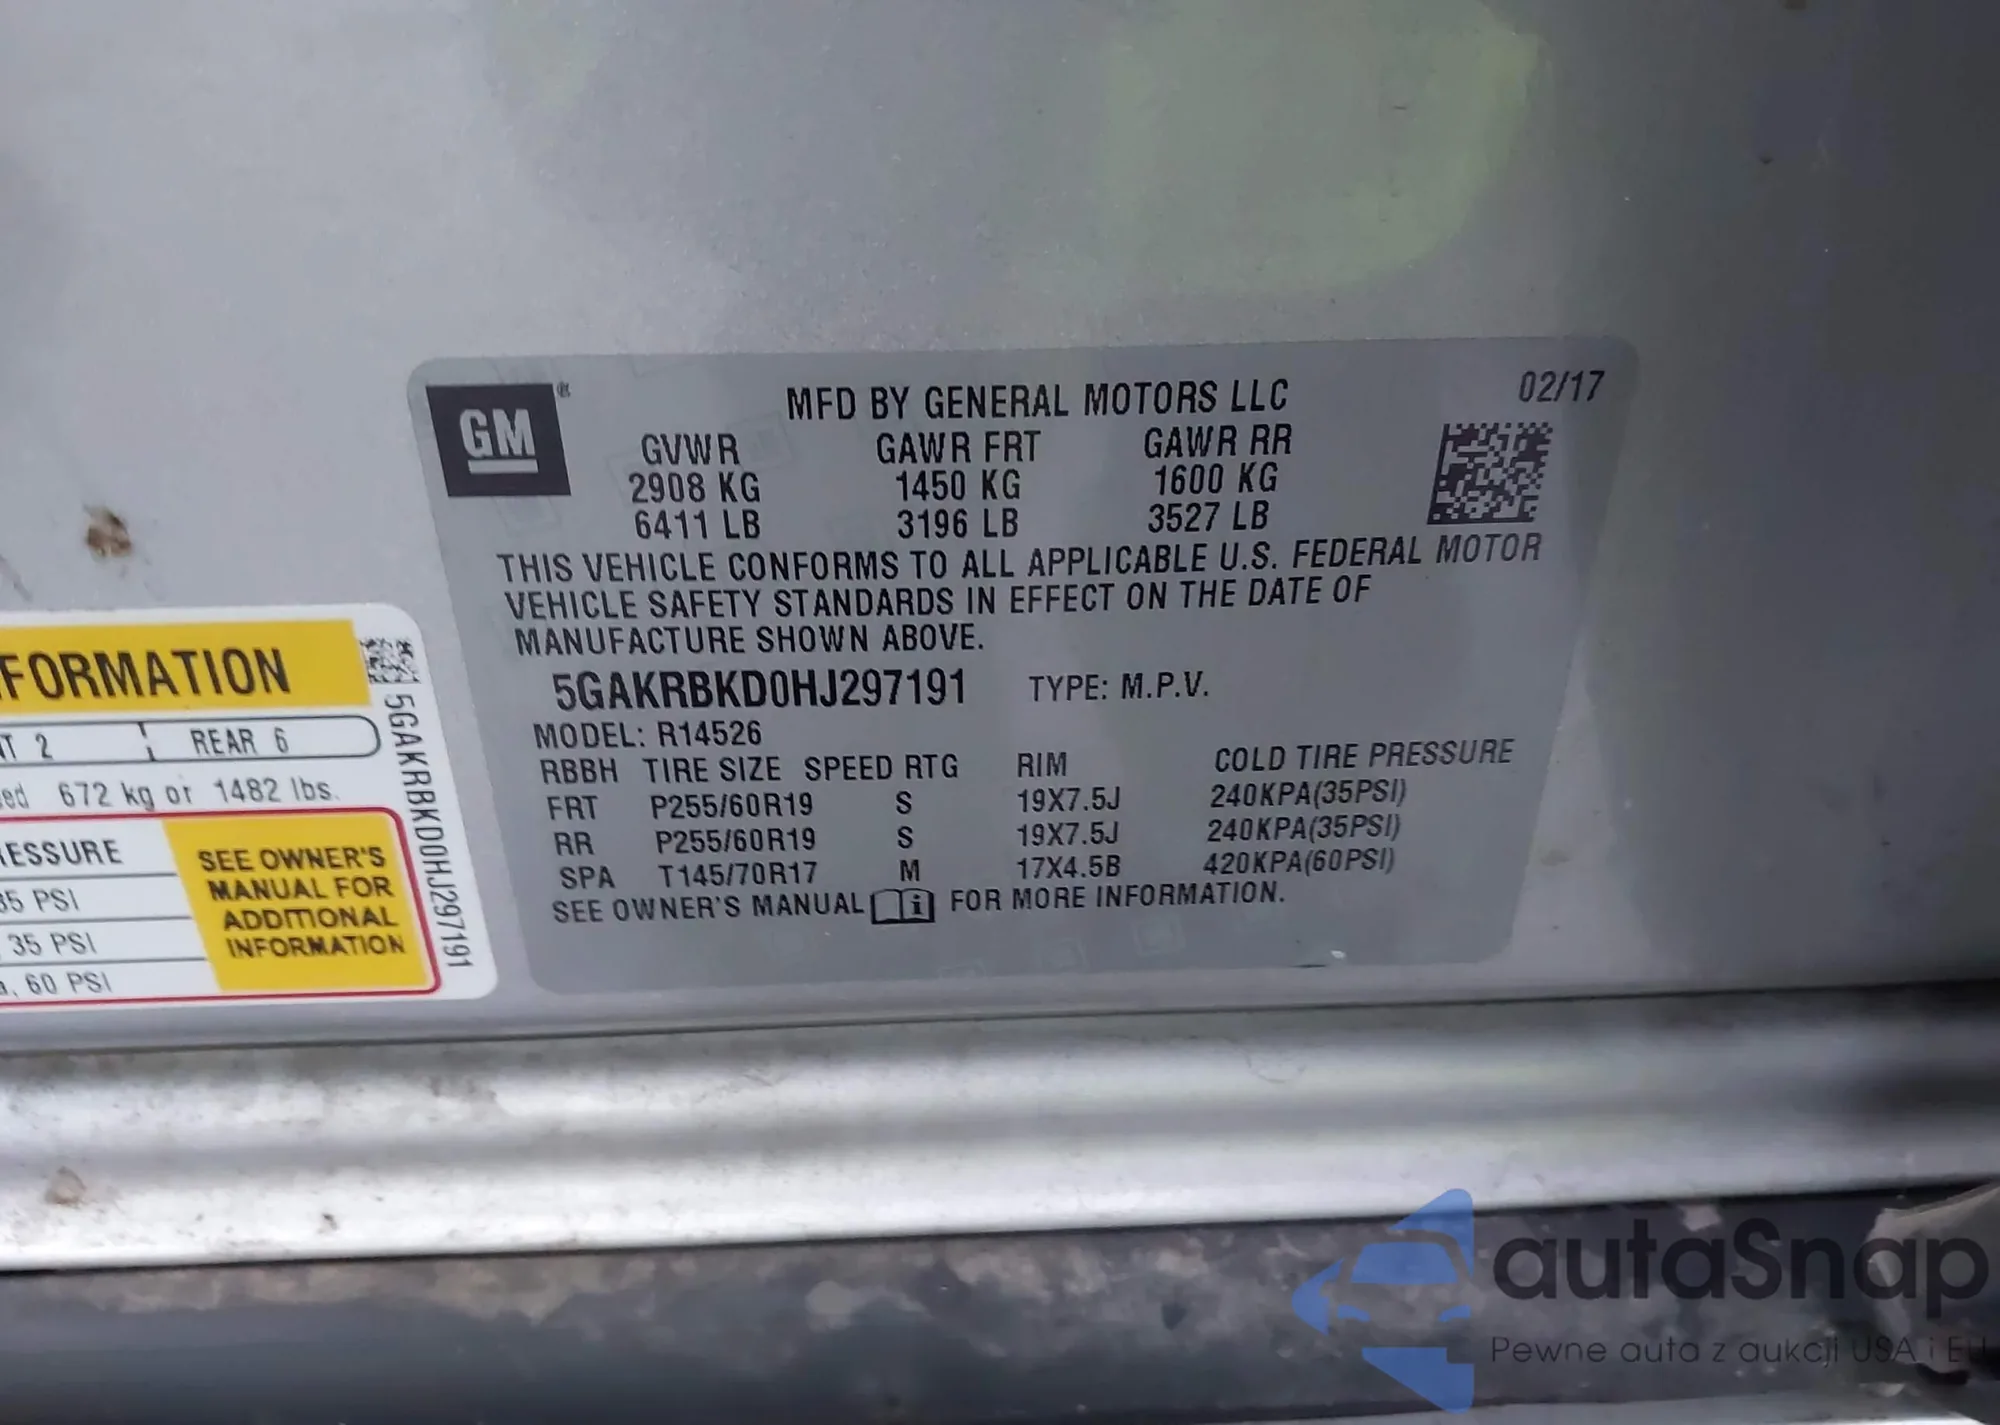 GM ®
MFD BY GENERAL MOTORS LLC 02/17
GVWR GAWR FRT GAWR RR
2908 KG 1450 KG 1600 KG
6411 LB 3196 LB 3527 LB
THIS VEHICLE CONFORMS TO ALL APPLICABLE U.S. FEDERAL MOTOR
VEHICLE SAFETY STANDARDS IN EFFECT ON THE DATE OF
MANUFACTURE SHOWN ABOVE.
5GAKRBKD0HJ297191 TYPE: M.P.V.
MODEL: R14526
RBBH TIRE SIZE SPEED RTG RIM COLD TIRE PRESSURE
FRT P255/60R19 S 19X7.5J 240KPA(35PSI)
RR P255/60R19 S 19X7.5J 240KPA(35PSI)
SPA T145/70R17 M 17X4.5B 420KPA(60PSI)
SEE OWNER'S MANUAL i FOR MORE INFORMATION.
FORMATION
T 2 REAR 6
ed 672 kg or 1482 lbs.
ESSURE
35 PSI
35 PSI
a, 60 PSI
SEE OWNER'S
MANUAL FOR
ADDITIONAL
INFORMATION
5GAKRBKD0HJ297191
autaSnap
Pewne auta z aukcji USA i EU